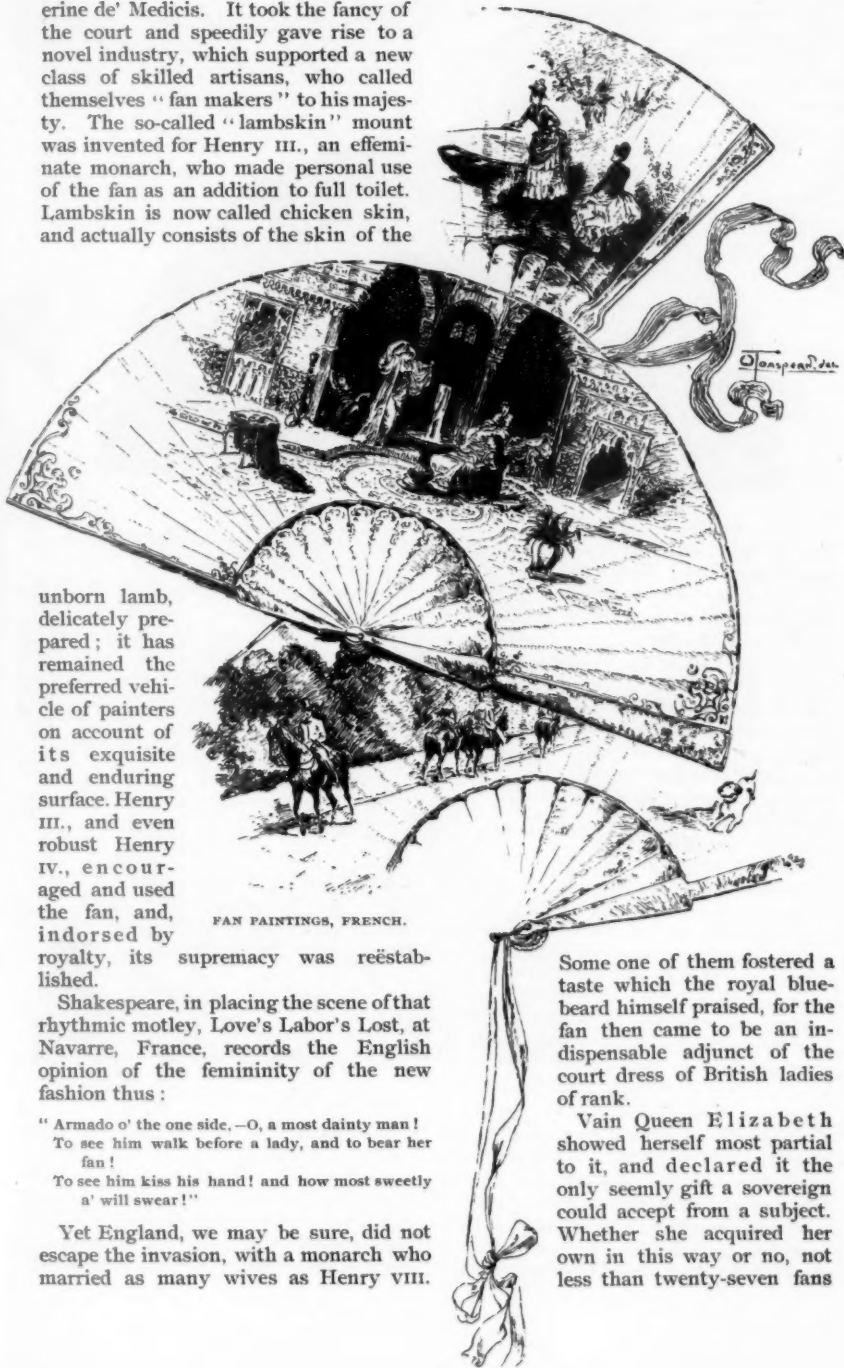 erine de' Medicis. It took the fancy of
the court and speedily gave rise to a
novel industry, which supported a new
class of skilled artisans, who called
themselves “ fan makers ” to his majes-
ty. The so-called “ lambskin ” mount
was invented for Henry III., an effemi-
nate monarch, who made personal use
of the fan as an addition to full toilet.
Lambskin is now called chicken skin,
and actually consists of the skin of the
unborn lamb,
delicately pre-
pared ; it has
remained the
preferred vehi-
cle of painters
on account of
its exquisite
and enduring
surface. Henry
III., and even
robust Henry
IV., encour-
aged and used
the fan, and,
indorsed by
royalty, its supremacy was reëstab-
lished.
Shakespeare, in placing the scene of that
rhythmic motley, Love's Labor's Lost, at
Navarre, France, records the English
opinion of the femininity of the new
fashion thus :
“ Armado o' the one side,—O, a most dainty man !
To see him walk before a lady, and to bear her
fan !
To see him kiss his hand ! and how most sweetly
a' will swear !”
Yet England, we may be sure, did not
escape the invasion, with a monarch who
married as many wives as Henry VIII.
FAN PAINTINGS, FRENCH.
Some one of them fostered a
taste which the royal blue-
beard himself praised, for the
fan then came to be an in-
dispensable adjunct of the
court dress of British ladies
of rank.
Vain Queen Elizabeth
showed herself most partial
to it, and declared it the
only seemly gift a sovereign
could accept from a subject.
Whether she acquired her
own in this way or no, not
less than twenty-seven fans